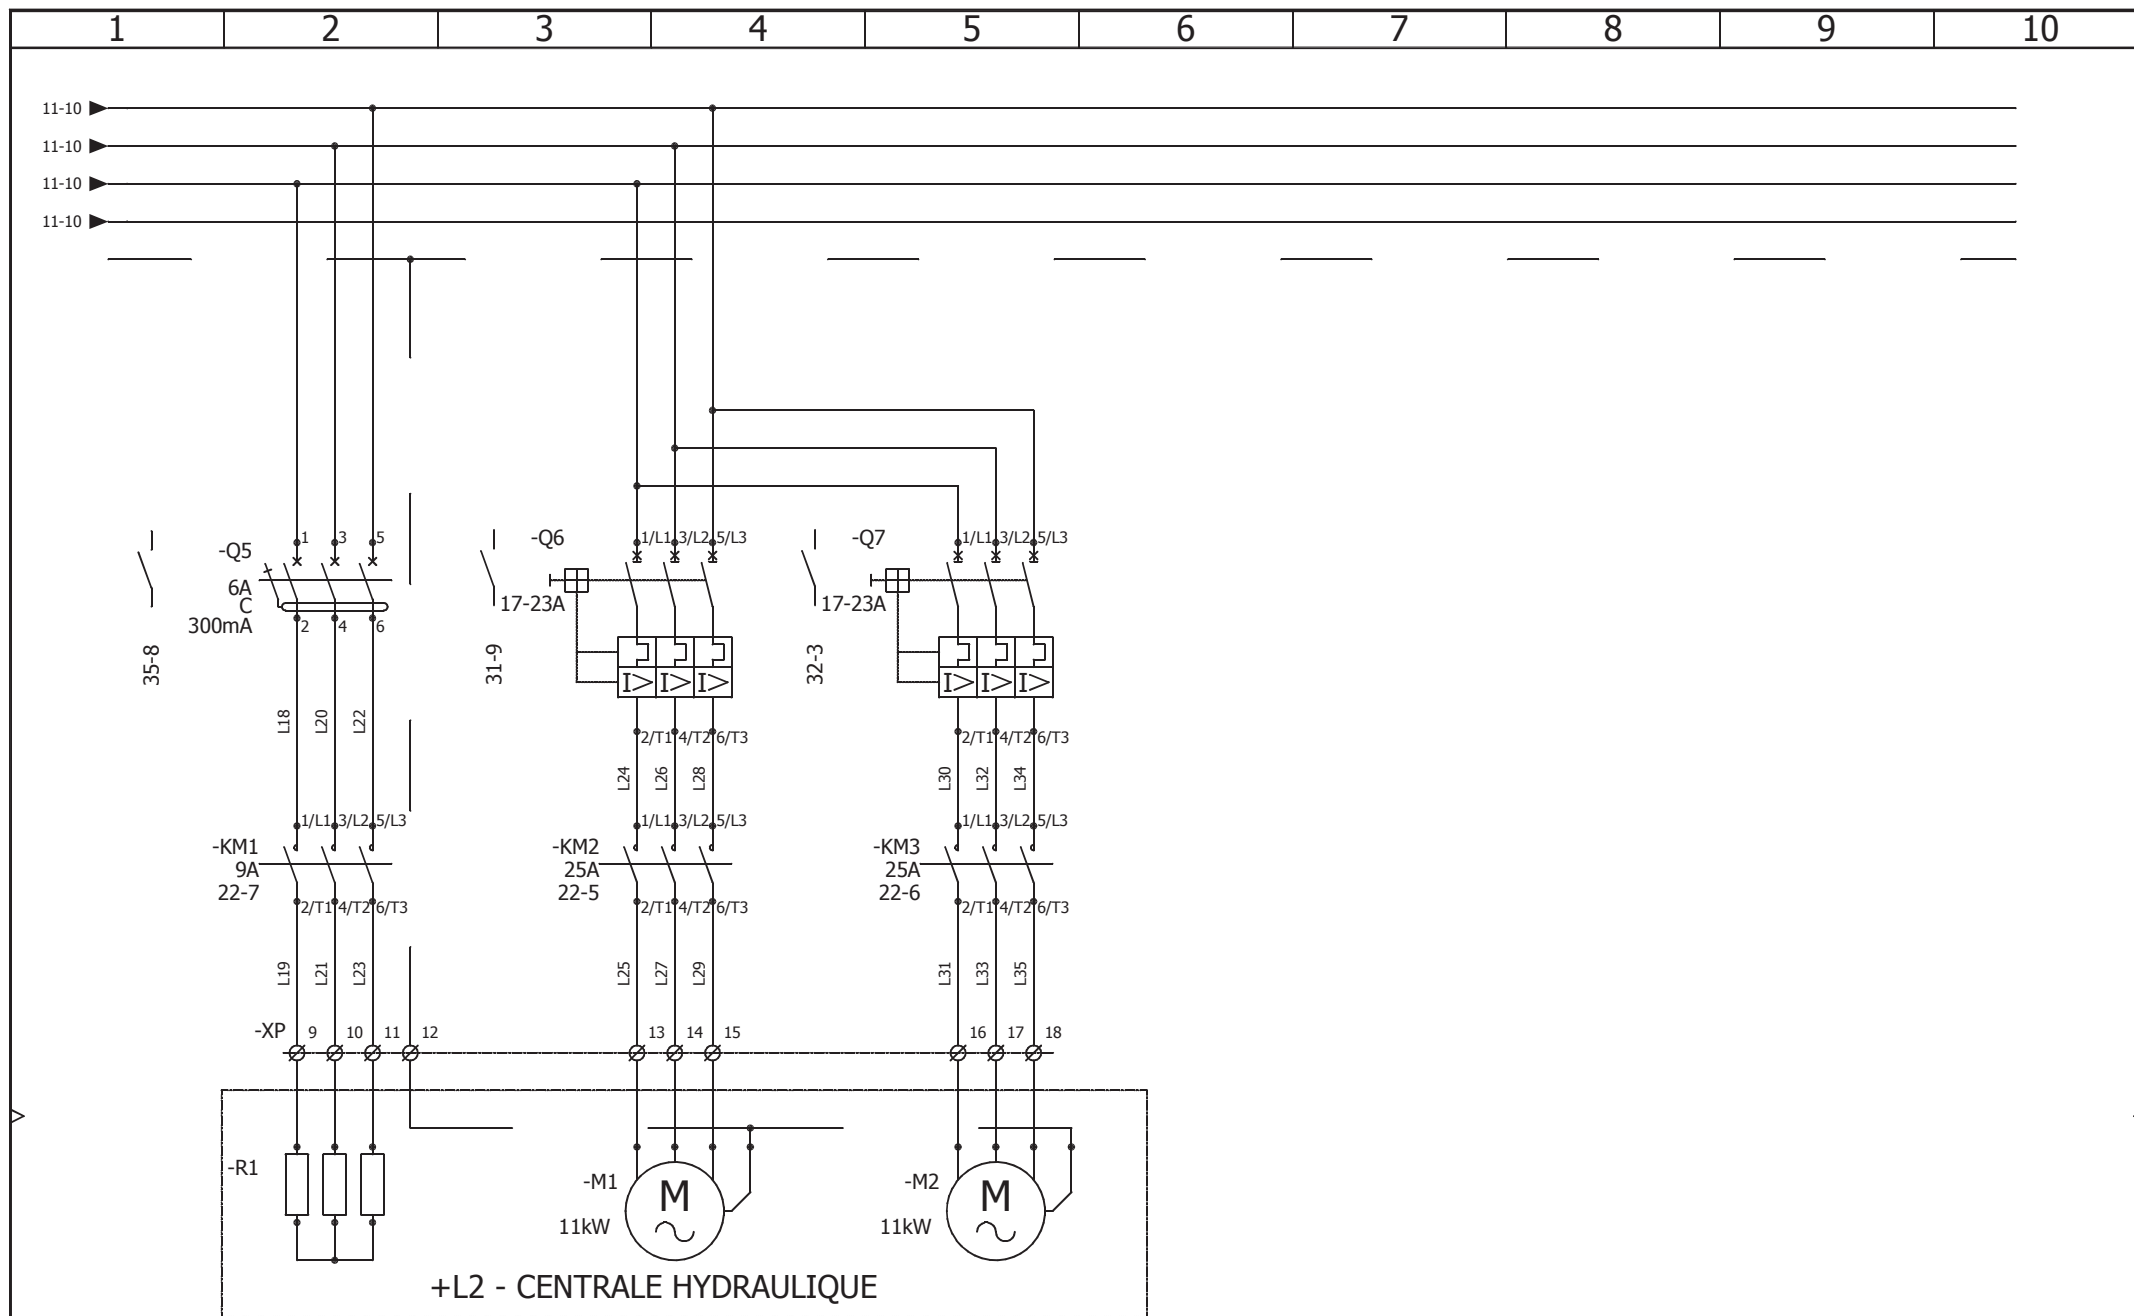 1 2 3 4 5 6 7 8 9 10
11-10
11-10
11-10
11-10
-Q5
6A
C
300mA
1 3 5
2 4 6
35-8
-Q6
17-23A
1/L1 3/L2 5/L3
31-9
I> I> I>
2/T1 4/T2 6/T3
-Q7
17-23A
1/L1 3/L2 5/L3
32-3
I> I> I>
2/T1 4/T2 6/T3
L18 L20 L22
L24 L26 L28
L30 L32 L34
-KM1
9A
22-7
1/L1 3/L2 5/L3
2/T1 4/T2 6/T3
-KM2
25A
22-5
1/L1 3/L2 5/L3
2/T1 4/T2 6/T3
-KM3
25A
22-6
1/L1 3/L2 5/L3
2/T1 4/T2 6/T3
L19 L21 L23
L25 L27 L29
L31 L33 L35
-XP 9 10 11 12 13 14 15 16 17 18
-R1
-M1
11kW
M
-M2
11kW
M
+L2 - CENTRALE HYDRAULIQUE